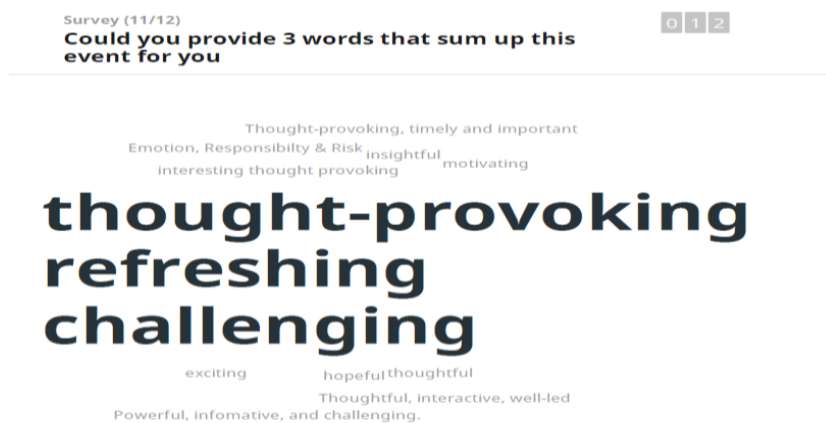 Survey (11/12)
0 1 2
Could you provide 3 words that sum up this
event for you
Thought-provoking, timely and important
Emotion, Responsibilty & Risk
insightful
motivating
interesting thought provoking
thought-provoking
refreshing
challenging
exciting
hopeful
thoughtful
Thoughtful, interactive, well-led
Powerful, infomative, and challenging.